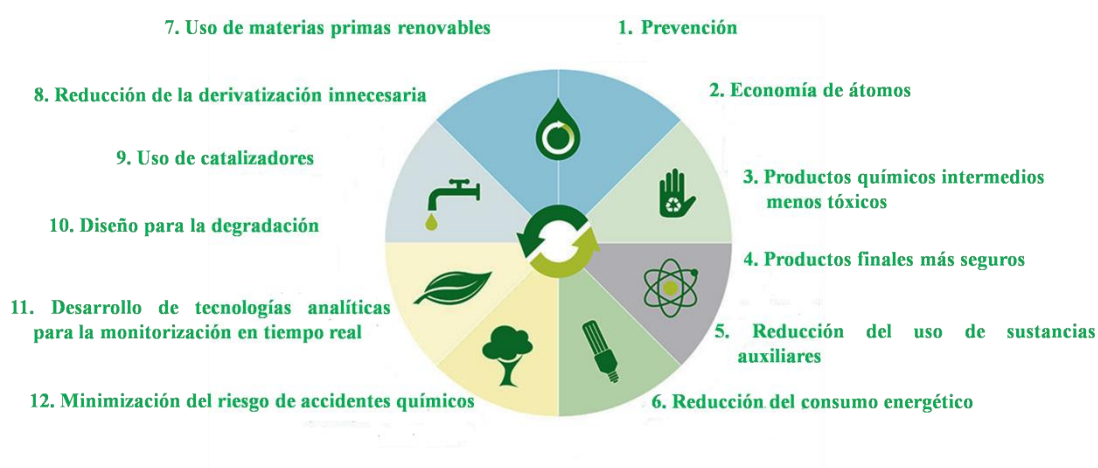 7. Uso de materias primas renovables
1. Prevención
8. Reducción de la derivatización innecesaria
2. Economía de átomos
9. Uso de catalizadores
3. Productos químicos intermedios
menos tóxicos
10. Diseño para la degradación
4. Productos finales más seguros
11. Desarrollo de tecnologías analíticas
para la monitorización en tiempo real
5. Reducción del uso de sustancias
auxiliares
12. Minimización del riesgo de accidentes químicos
6. Reducción del consumo energético